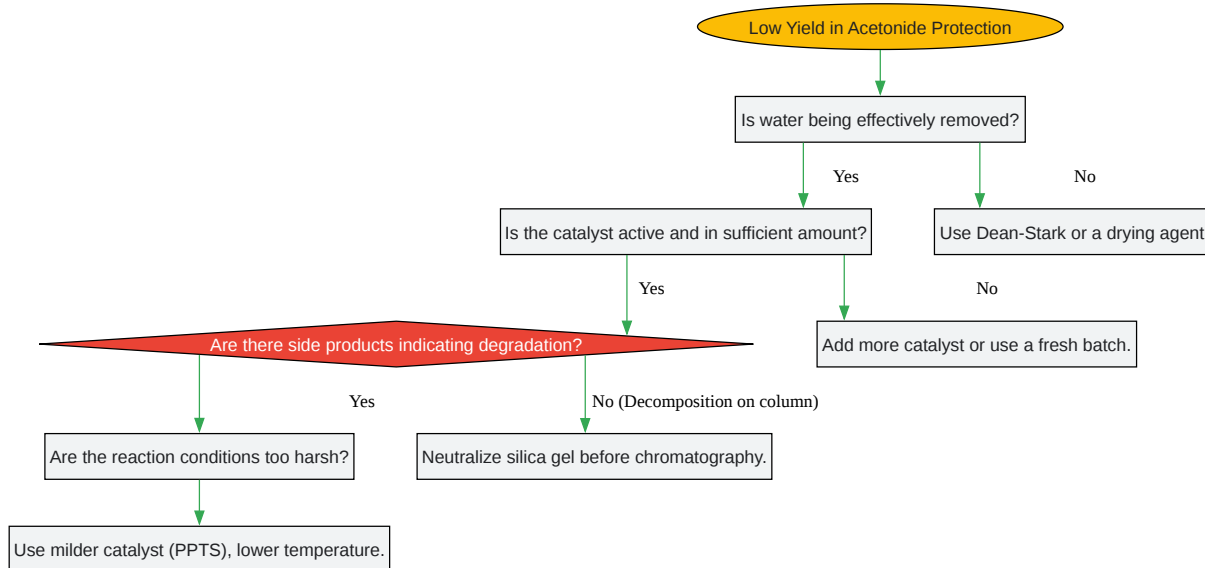 Low Yield in Acetonide Protection
Is water being effectively removed?
Yes
No
Is the catalyst active and in sufficient amount?
Use Dean-Stark or a drying agent
Yes
No
Are there side products indicating degradation?
Add more catalyst or use a fresh batch.
Yes
No (Decomposition on column)
Are the reaction conditions too harsh?
Neutralize silica gel before chromatography.
Use milder catalyst (PPTS), lower temperature.